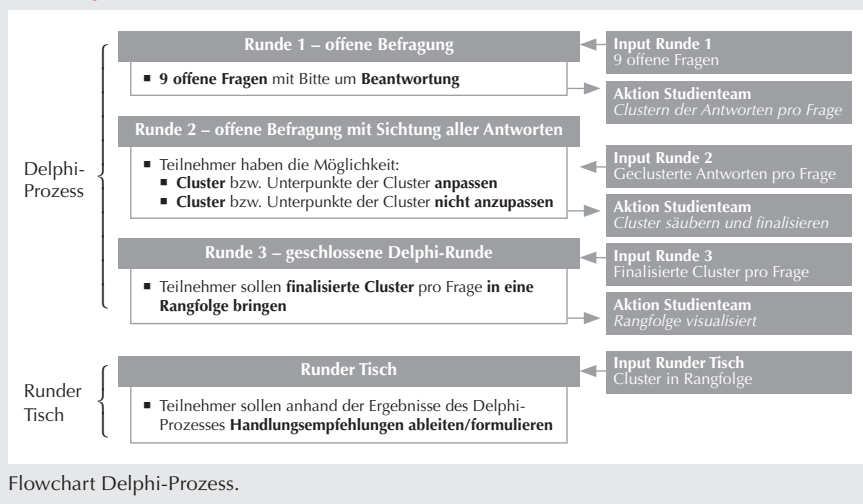 Runde 1 – offene Befragung
■ 9 offene Fragen mit Bitte um Beantwortung
Input Runde 1
9 offene Fragen
Aktion Studienteam
Clustern der Antworten pro Frage
Delphi-
Prozess
Runde 2 – offene Befragung mit Sichtung aller Antworten
■ Teilnehmer haben die Möglichkeit:
■ Cluster bzw. Unterpunkte der Cluster anpassen
■ Cluster bzw. Unterpunkte der Cluster nicht anzupassen
Input Runde 2
Geclusterte Antworten pro Frage
Aktion Studienteam
Cluster säubern und finalisieren
Runde 3 – geschlossene Delphi-Runde
■ Teilnehmer sollen finalisierte Cluster pro Frage in eine
Rangfolge bringen
Input Runde 3
Finalisierte Cluster pro Frage
Aktion Studienteam
Rangfolge visualisiert
Runder
Tisch
Runder Tisch
■ Teilnehmer sollen anhand der Ergebnisse des Delphi-
Prozesses Handlungsempfehlungen ableiten/formulieren
Input Runder Tisch
Cluster in Rangfolge
Flowchart Delphi-Prozess.